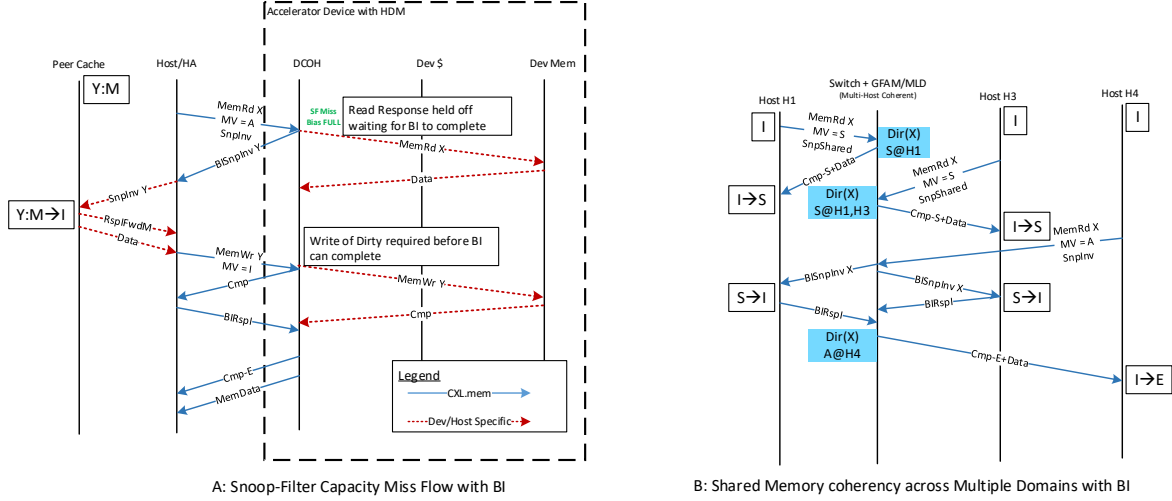 Accelerator Device with HDM
Peer Cache
Host/HA
DCOH
Dev $
Dev Mem
Y:M
MemRd X
MV = A
SnpInv
SF Miss
Bias FULL
Read Response held off
waiting for BI to complete
MemRd X
BISnpInv Y
Data
SnpInv Y
Y:M→I
RspIFwdM
Data
MemWr Y
MV = I
Write of Dirty required before BI
can complete
Cmp
MemWr Y
Cmp
BIRspI
Cmp-E
MemData
Legend
CXL.mem
Dev/Host Specific
A: Snoop-Filter Capacity Miss Flow with BI
Switch + GFAM/MLD
(Multi-Host Coherent)
Host H1
Host H3
Host H4
I
MemRd X
MV = S
SnpShared
Dir(X)
S@H1
I
I
Cmp-S+Data
MemRd X
MV = S
SnpShared
I→S
Dir(X)
S@H1,H3
Cmp-S+Data
I→S
MemRd X
MV = A
SnpInv
BISnpInv X
BISnpInv X
S→I
BIRspI
BIRspI
S→I
Dir(X)
A@H4
Cmp-E+Data
I→E
B: Shared Memory coherency across Multiple Domains with BI